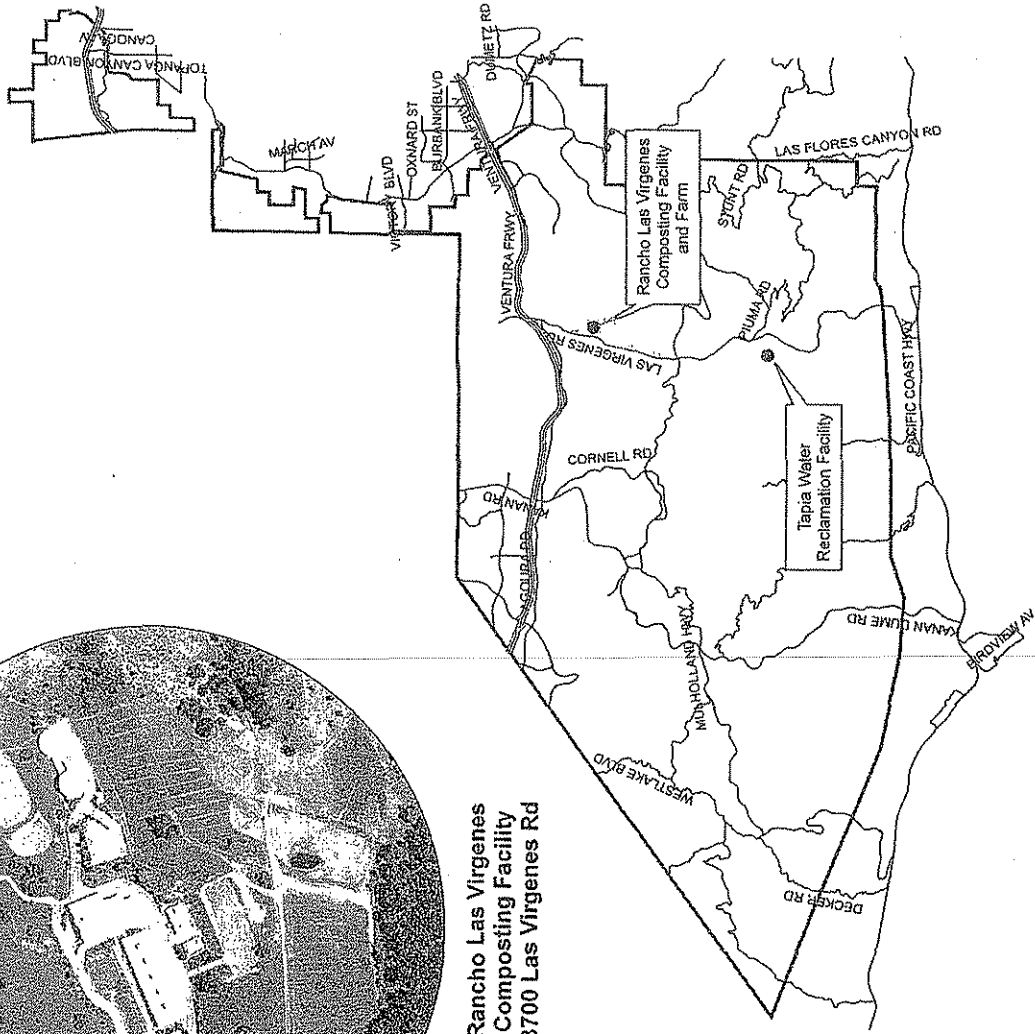 TOPANGA CANYON BLVD
MARCH AV
VICTORY BLVD
OXNARD ST
BURBANK BLVD
VENTURA FRWY
DUMETZ RD
VENTURA FRWY
LAS VIRGENES RD
Rancho Las Virgenes
Composting Facility
and Farm
STUNT RD
LAS FLORES CANYON RD
PIUMA RD
PACIFIC COAST HWY
Tapia Water
Reclamation Facility
CORNELL RD
KANAN RD
MULHOLLAND HWY
KANAN DUME RD
BIRDVIEW AV
WESTLAKE BLVD
DECKER RD
Rancho Las Virgenes
Composting Facility
3700 Las Virgenes Rd